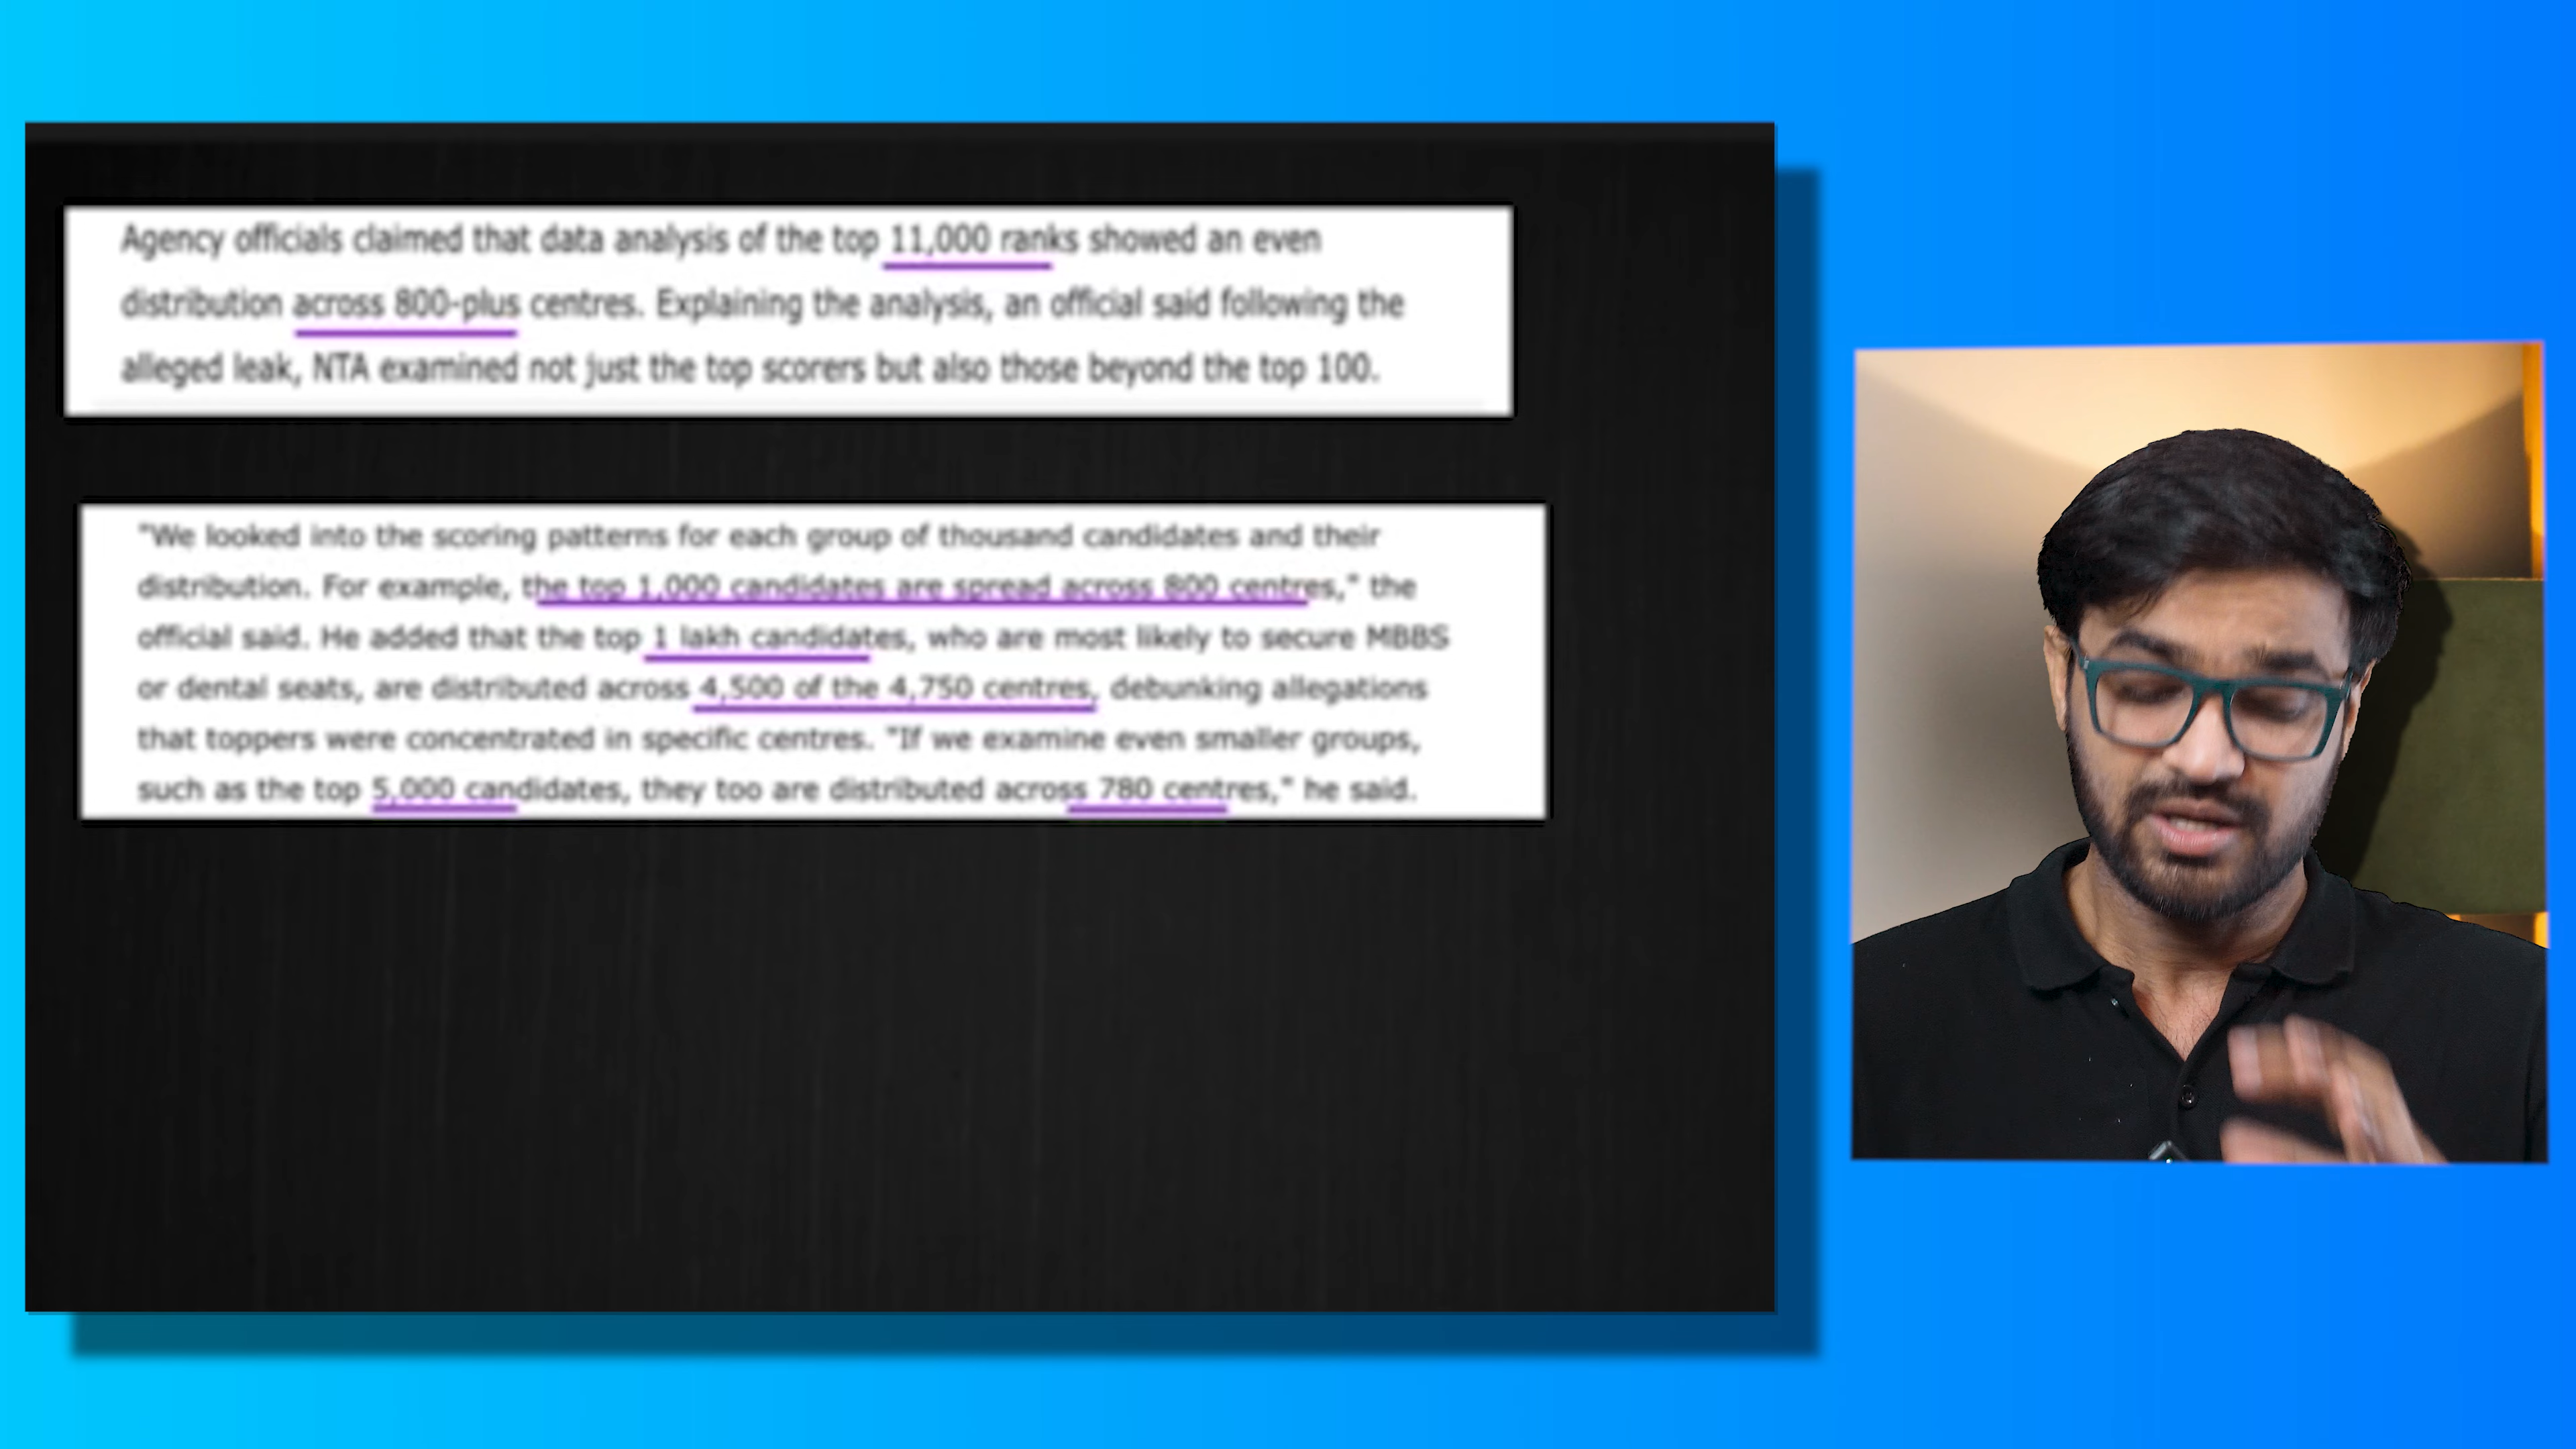 Agency officials claimed that data analysis of the top 11,000 ranks showed an even
distribution across 800-plus centres. Explaining the analysis, an official said following the
alleged leak, NTA examined not just the top scorers but also those beyond the top 100.
"We looked into the scoring patterns for each group of thousand candidates and their
distribution. For example, the top 1,000 candidates are spread across 800 centres," the
official said. He added that the top 1 lakh candidates, who are most likely to secure MBBS
or dental seats, are distributed across 4,500 of the 4,750 centres, debunking allegations
that toppers were concentrated in specific centres. "If we examine even smaller groups,
such as the top 5,000 candidates, they too are distributed across 780 centres," he said.